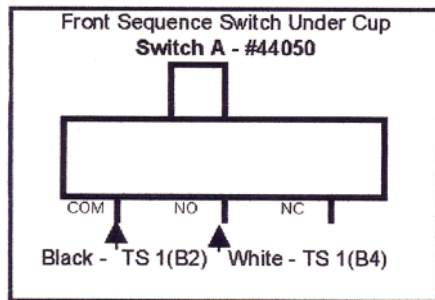 Front Sequence Switch Under Cup
Switch A - #44050
COM NO NC
Black - TS 1(B2) White - TS 1(B4)